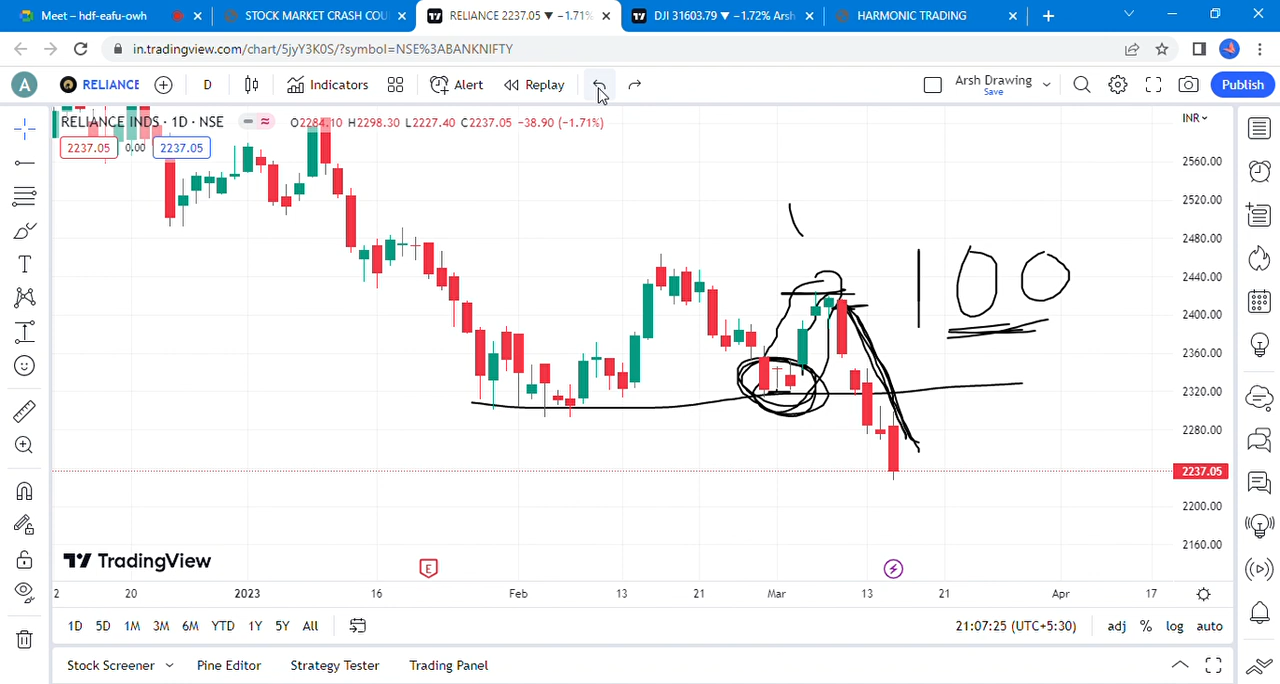 Meet – hdf-eafu-owh
STOCK MARKET CRASH COU
RELIANCE 2237.05 ▼ −1.71%
DJI 31603.79 ▼ −1.72% Arsh
HARMONIC TRADING
in.tradingview.com/chart/5jyY3K0S/?symbol=NSE%3ABANKNIFTY
A RELIANCE D Indicators Alert Replay Arsh Drawing Save Publish
RELIANCE INDS · 1D · NSE O2284.10 H2298.30 L2227.40 C2237.05 −38.90 (−1.71%) INR
2237.05 0.00 2237.05
100
2560.00
2520.00
2480.00
2440.00
2400.00
2360.00
2320.00
2280.00
2237.05
2200.00
2160.00
TradingView
E
2 20 2023 16 Feb 13 21 Mar 13 21 Apr 17
1D 5D 1M 3M 6M YTD 1Y 5Y All 21:07:25 (UTC+5:30) adj % log auto
Stock Screener Pine Editor Strategy Tester Trading Panel